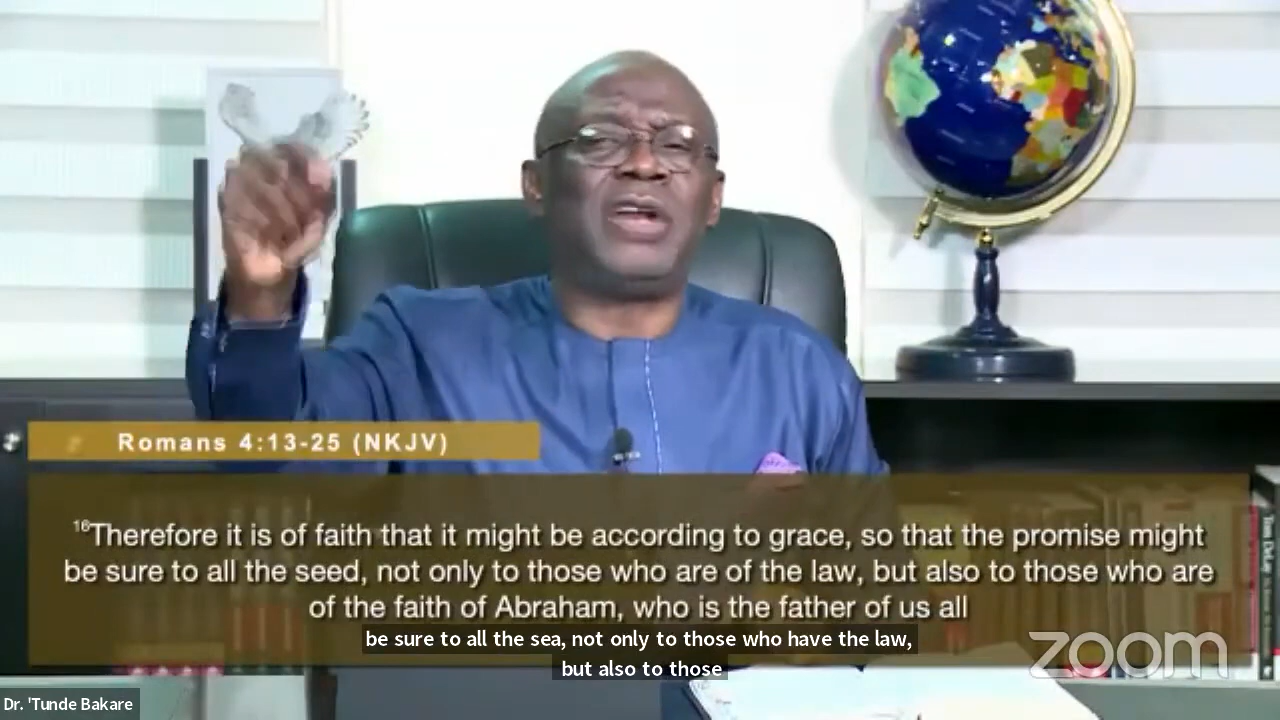 Romans 4:13-25 (NKJV)
16Therefore it is of faith that it might be according to grace, so that the promise might
be sure to all the seed, not only to those who are of the law, but also to those who are
of the faith of Abraham, who is the father of us all
be sure to all the sea, not only to those who have the law,
but also to those
zoom
Dr. 'Tunde Bakare
Tom DeLay